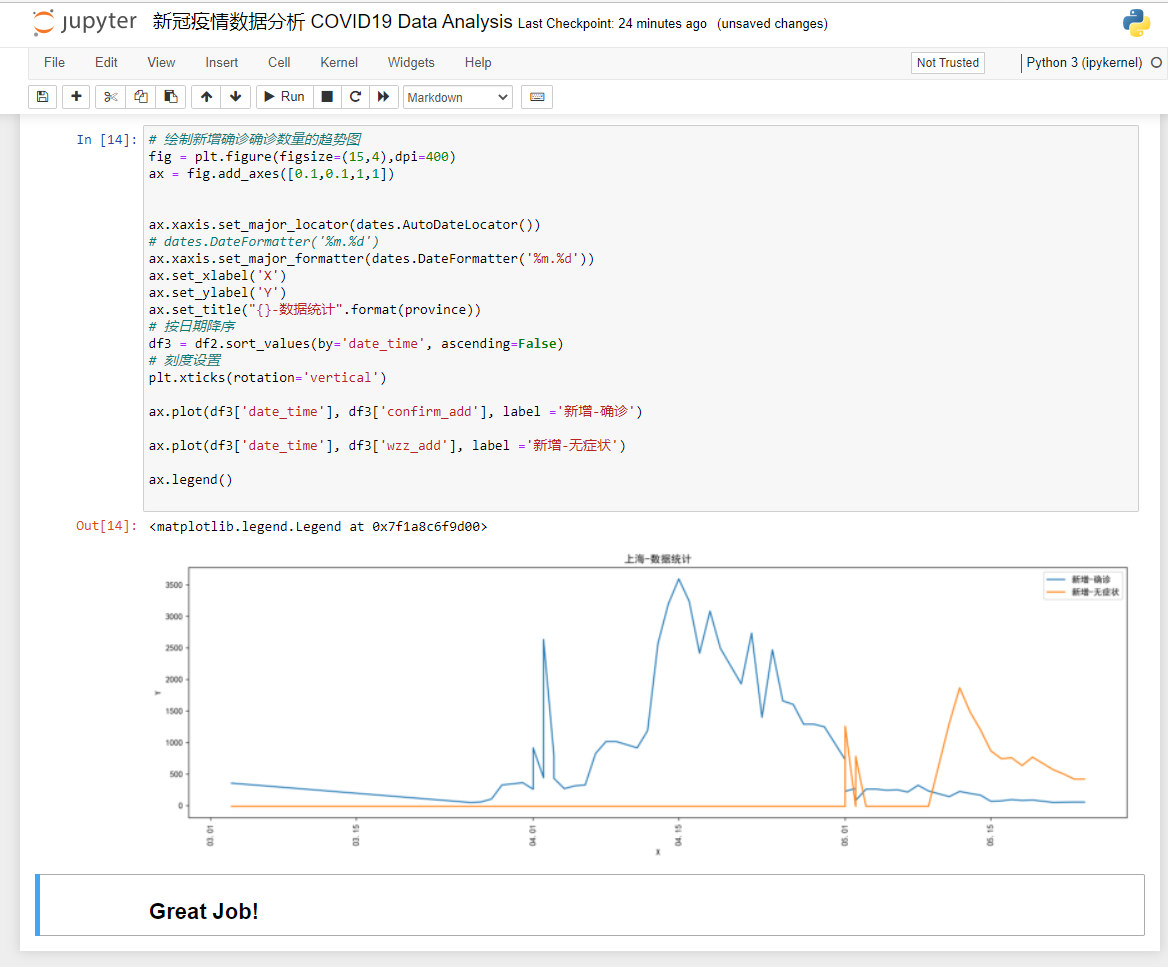 jupyter 新冠疫情数据分析 COVID19 Data Analysis Last Checkpoint: 24 minutes ago (unsaved changes)
File Edit View Insert Cell Kernel Widgets Help Not Trusted Python 3 (ipykernel)
Run Markdown
In [14]:
# 绘制新增确诊确诊数量的趋势图
fig = plt.figure(figsize=(15,4),dpi=400)
ax = fig.add_axes([0.1,0.1,1,1])
ax.xaxis.set_major_locator(dates.AutoDateLocator())
# dates.DateFormatter('%m.%d')
ax.xaxis.set_major_formatter(dates.DateFormatter('%m.%d'))
ax.set_xlabel('X')
ax.set_ylabel('Y')
ax.set_title("{}-数据统计".format(province))
# 按日期降序
df3 = df2.sort_values(by='date_time', ascending=False)
# 刻度设置
plt.xticks(rotation='vertical')
ax.plot(df3['date_time'], df3['confirm_add'], label ='新增-确诊')
ax.plot(df3['date_time'], df3['wzz_add'], label ='新增-无症状')
ax.legend()
Out[14]: <matplotlib.legend.Legend at 0x7f1a8c6f9d00>
上海-数据统计
新增-确诊
新增-无症状
3500
3000
2500
2000
Y
1500
1000
500
0
03.01 03.15 04.01 04.15 05.01 05.15
X
Great Job!